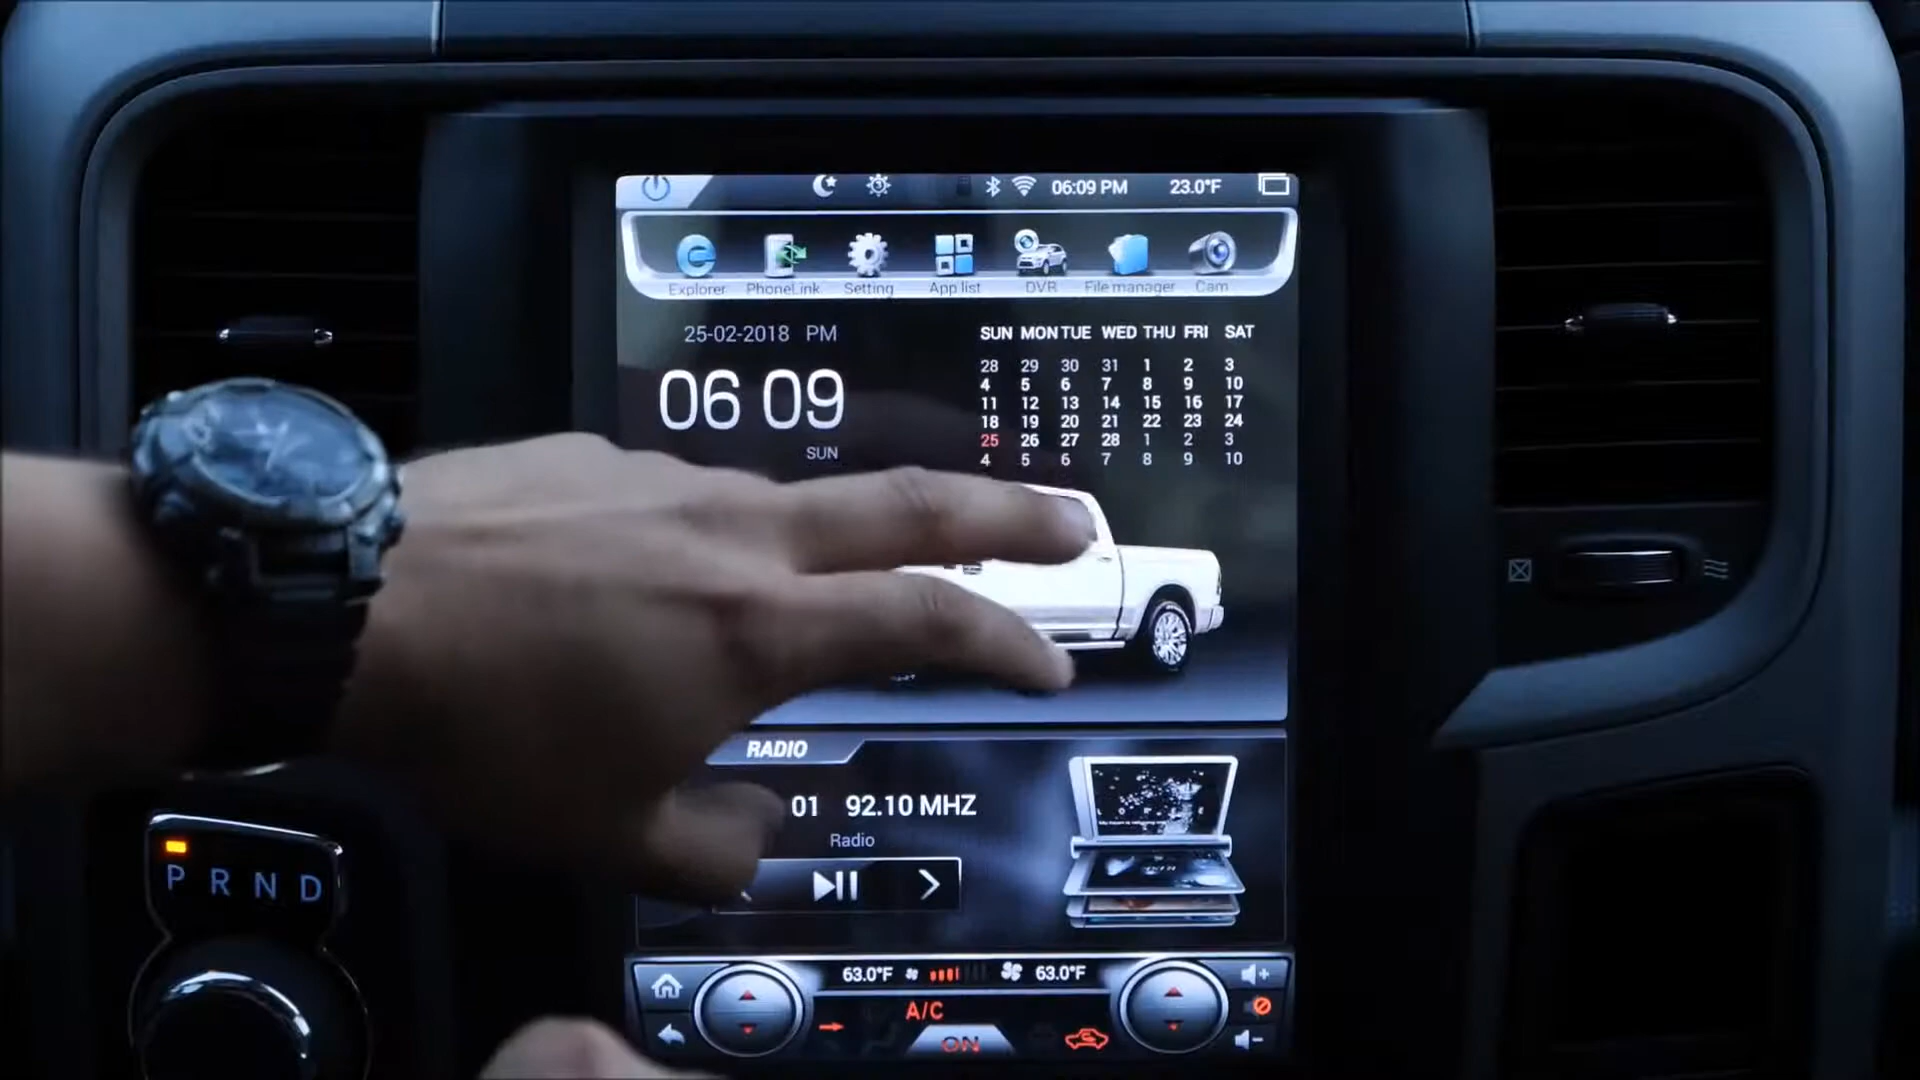 06:09 PM 23.0°F
Explorer PhoneLink Setting App list DVR File manager Cam
25-02-2018 PM
06 09
SUN
SUN MON TUE WED THU FRI SAT
28 29 30 31 1 2 3
4 5 6 7 8 9 10
11 12 13 14 15 16 17
18 19 20 21 22 23 24
25 26 27 28 1 2 3
4 5 6 7 8 9 10
RADIO
01 92.10 MHZ
Radio
P R N D
63.0°F 63.0°F
A/C
ON